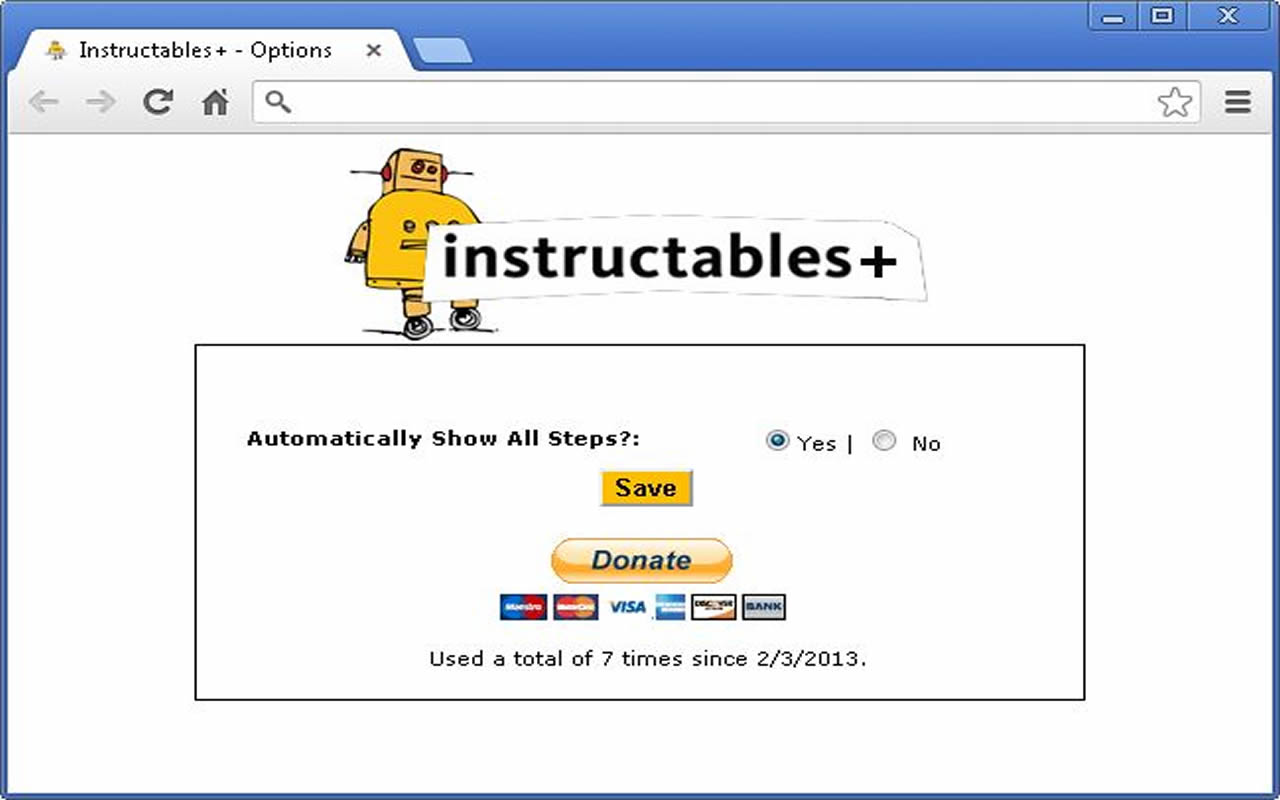 Instructables+ - Options
instructables+
Automatically Show All Steps?:
Yes | No
Save
Donate
Maestro MasterCard VISA DISCOVER BANK
Used a total of 7 times since 2/3/2013.